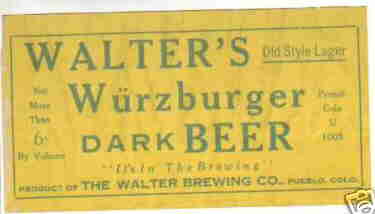 WALTER'S
Old Style Lager
Würzburger
DARK BEER
Not
More
Than
6%
By Volume
Permit
Colo
U
1005
"It's In The Brewing"
PRODUCT OF THE WALTER BREWING CO., PUEBLO, COLO.